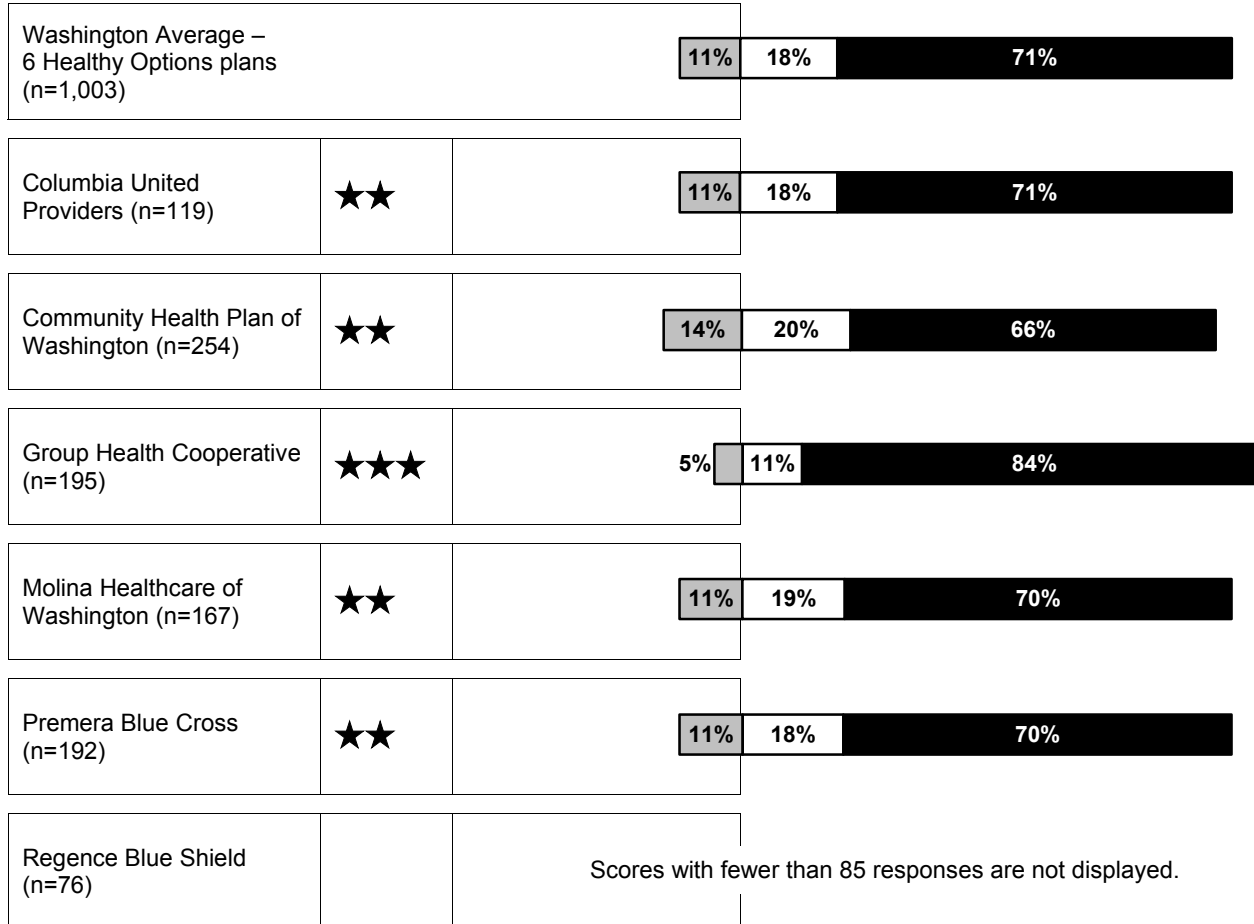 Washington Average –
6 Healthy Options plans
(n=1,003)
11% 18% 71%
Columbia United
Providers (n=119)
★★
11% 18% 71%
Community Health Plan of
Washington (n=254)
★★
14% 20% 66%
Group Health Cooperative
(n=195)
★★★
5% 11% 84%
Molina Healthcare of
Washington (n=167)
★★
11% 19% 70%
Premera Blue Cross
(n=192)
★★
11% 18% 70%
Regence Blue Shield
(n=76)
Scores with fewer than 85 responses are not displayed.